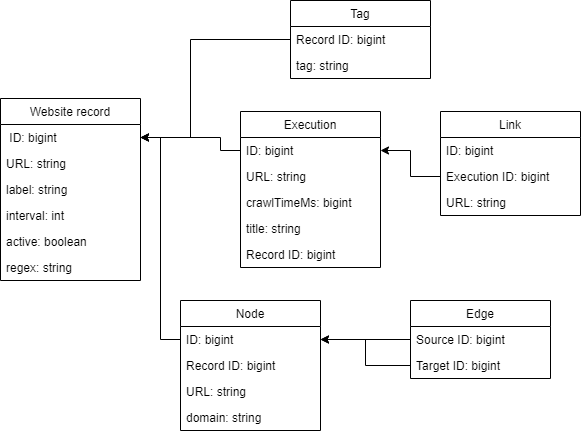 Tag
Record ID: bigint
tag: string
Website record
ID: bigint
URL: string
label: string
interval: int
active: boolean
regex: string
Execution
ID: bigint
URL: string
crawlTimeMs: bigint
title: string
Record ID: bigint
Link
ID: bigint
Execution ID: bigint
URL: string
Node
ID: bigint
Record ID: bigint
URL: string
domain: string
Edge
Source ID: bigint
Target ID: bigint